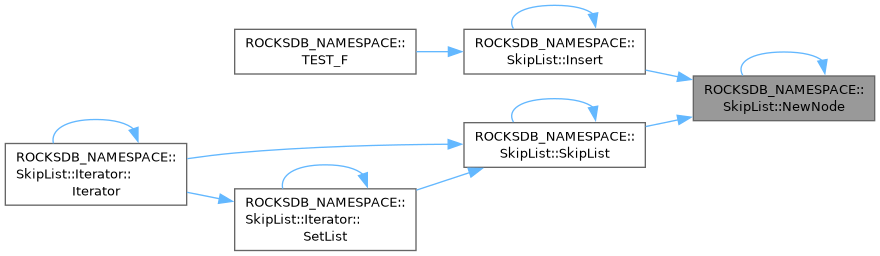 ROCKSDB_NAMESPACE::
TEST_F
ROCKSDB_NAMESPACE::
SkipList::Insert
ROCKSDB_NAMESPACE::
SkipList::NewNode
ROCKSDB_NAMESPACE::
SkipList::SkipList
ROCKSDB_NAMESPACE::
SkipList::Iterator::
Iterator
ROCKSDB_NAMESPACE::
SkipList::Iterator::
SetList